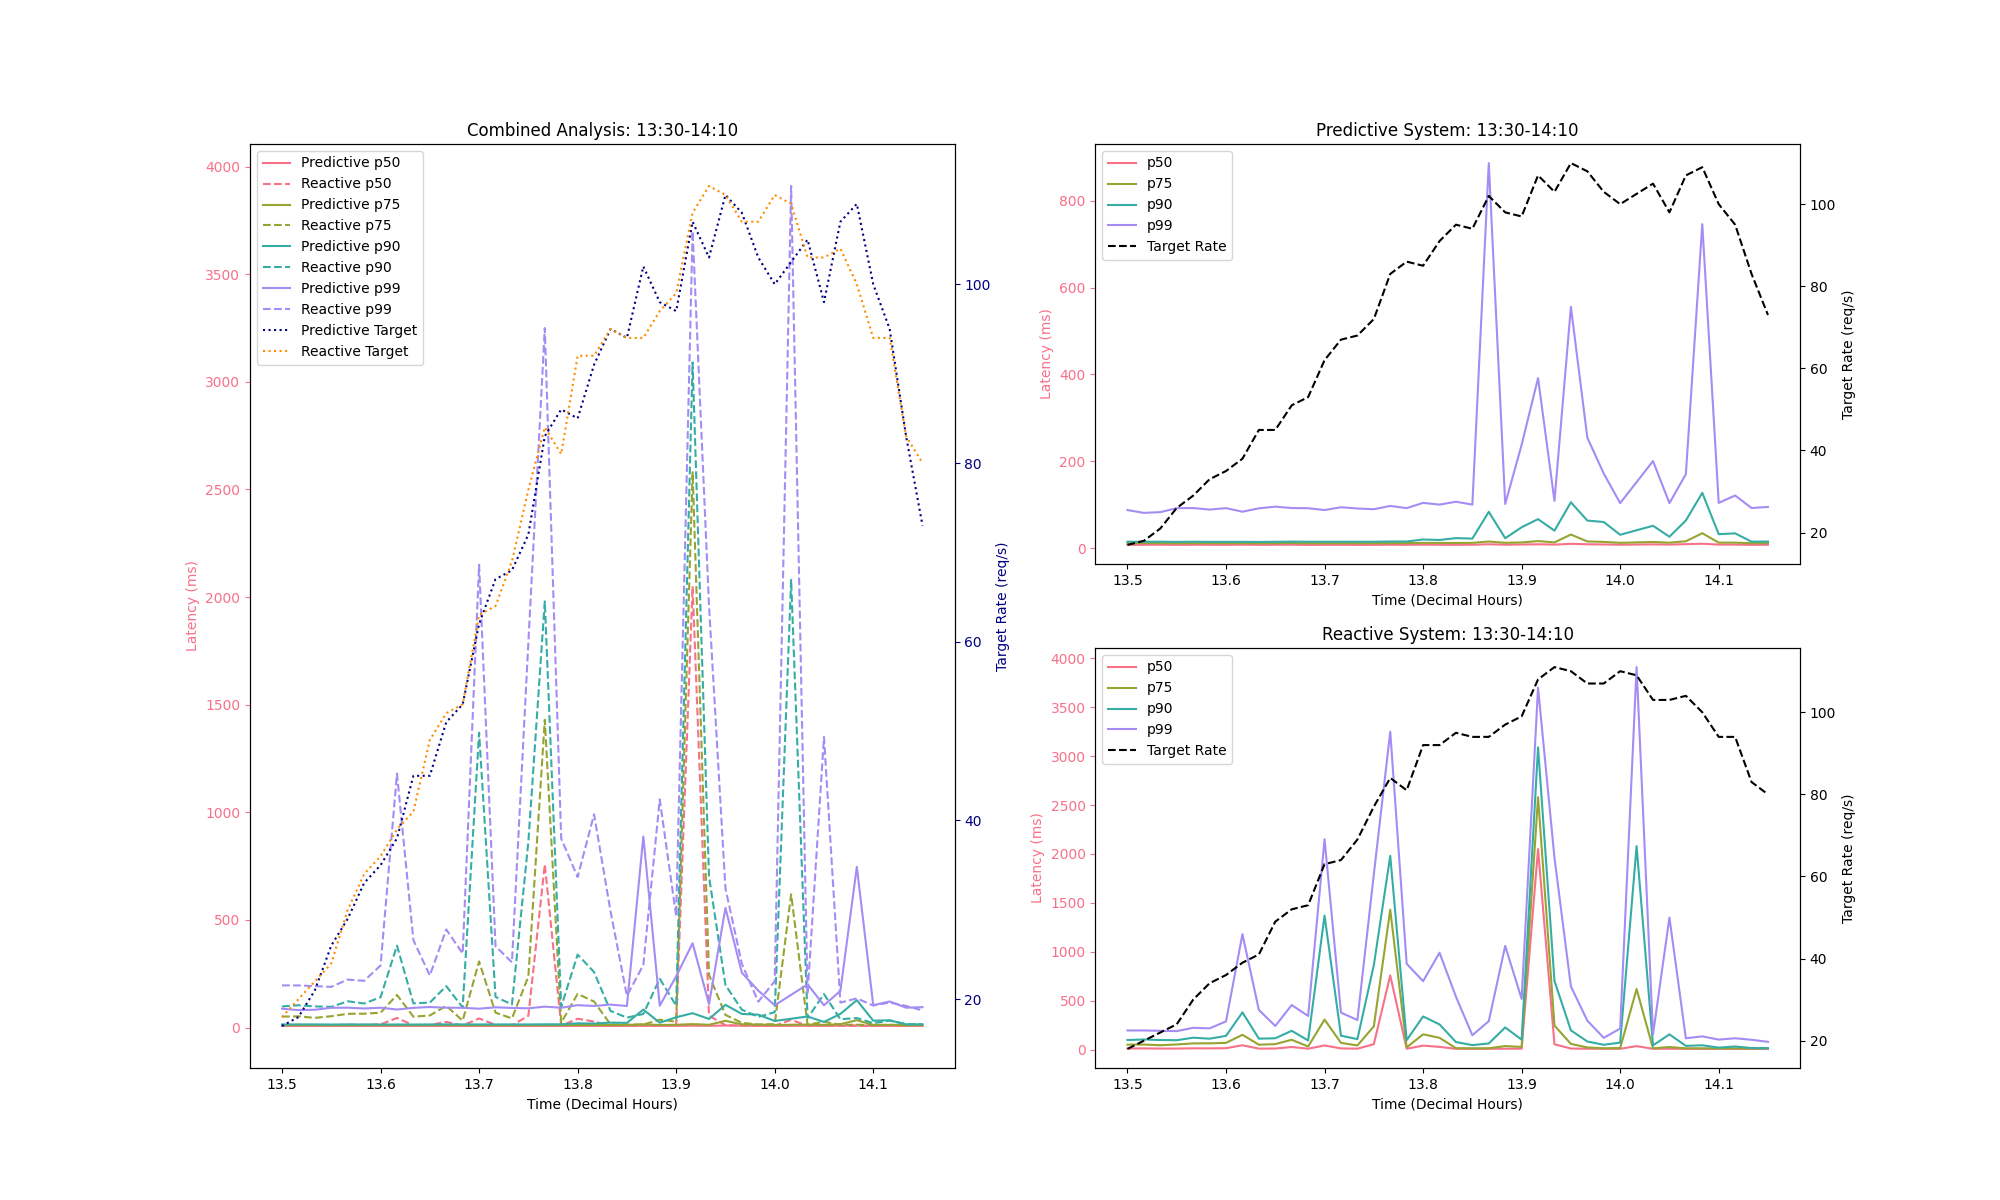 Combined Analysis: 13:30-14:10
Predictive p50
Reactive p50
Predictive p75
Reactive p75
Predictive p90
Reactive p90
Predictive p99
Reactive p99
Predictive Target
Reactive Target
4000
3500
3000
2500
2000
1500
1000
500
0
Latency (ms)
100
80
60
40
20
Target Rate (req/s)
13.5 13.6 13.7 13.8 13.9 14.0 14.1
Time (Decimal Hours)
Predictive System: 13:30-14:10
p50
p75
p90
p99
Target Rate
800
600
400
200
0
Latency (ms)
100
80
60
40
20
Target Rate (req/s)
13.5 13.6 13.7 13.8 13.9 14.0 14.1
Time (Decimal Hours)
Reactive System: 13:30-14:10
p50
p75
p90
p99
Target Rate
4000
3500
3000
2500
2000
1500
1000
500
0
Latency (ms)
100
80
60
40
20
Target Rate (req/s)
13.5 13.6 13.7 13.8 13.9 14.0 14.1
Time (Decimal Hours)